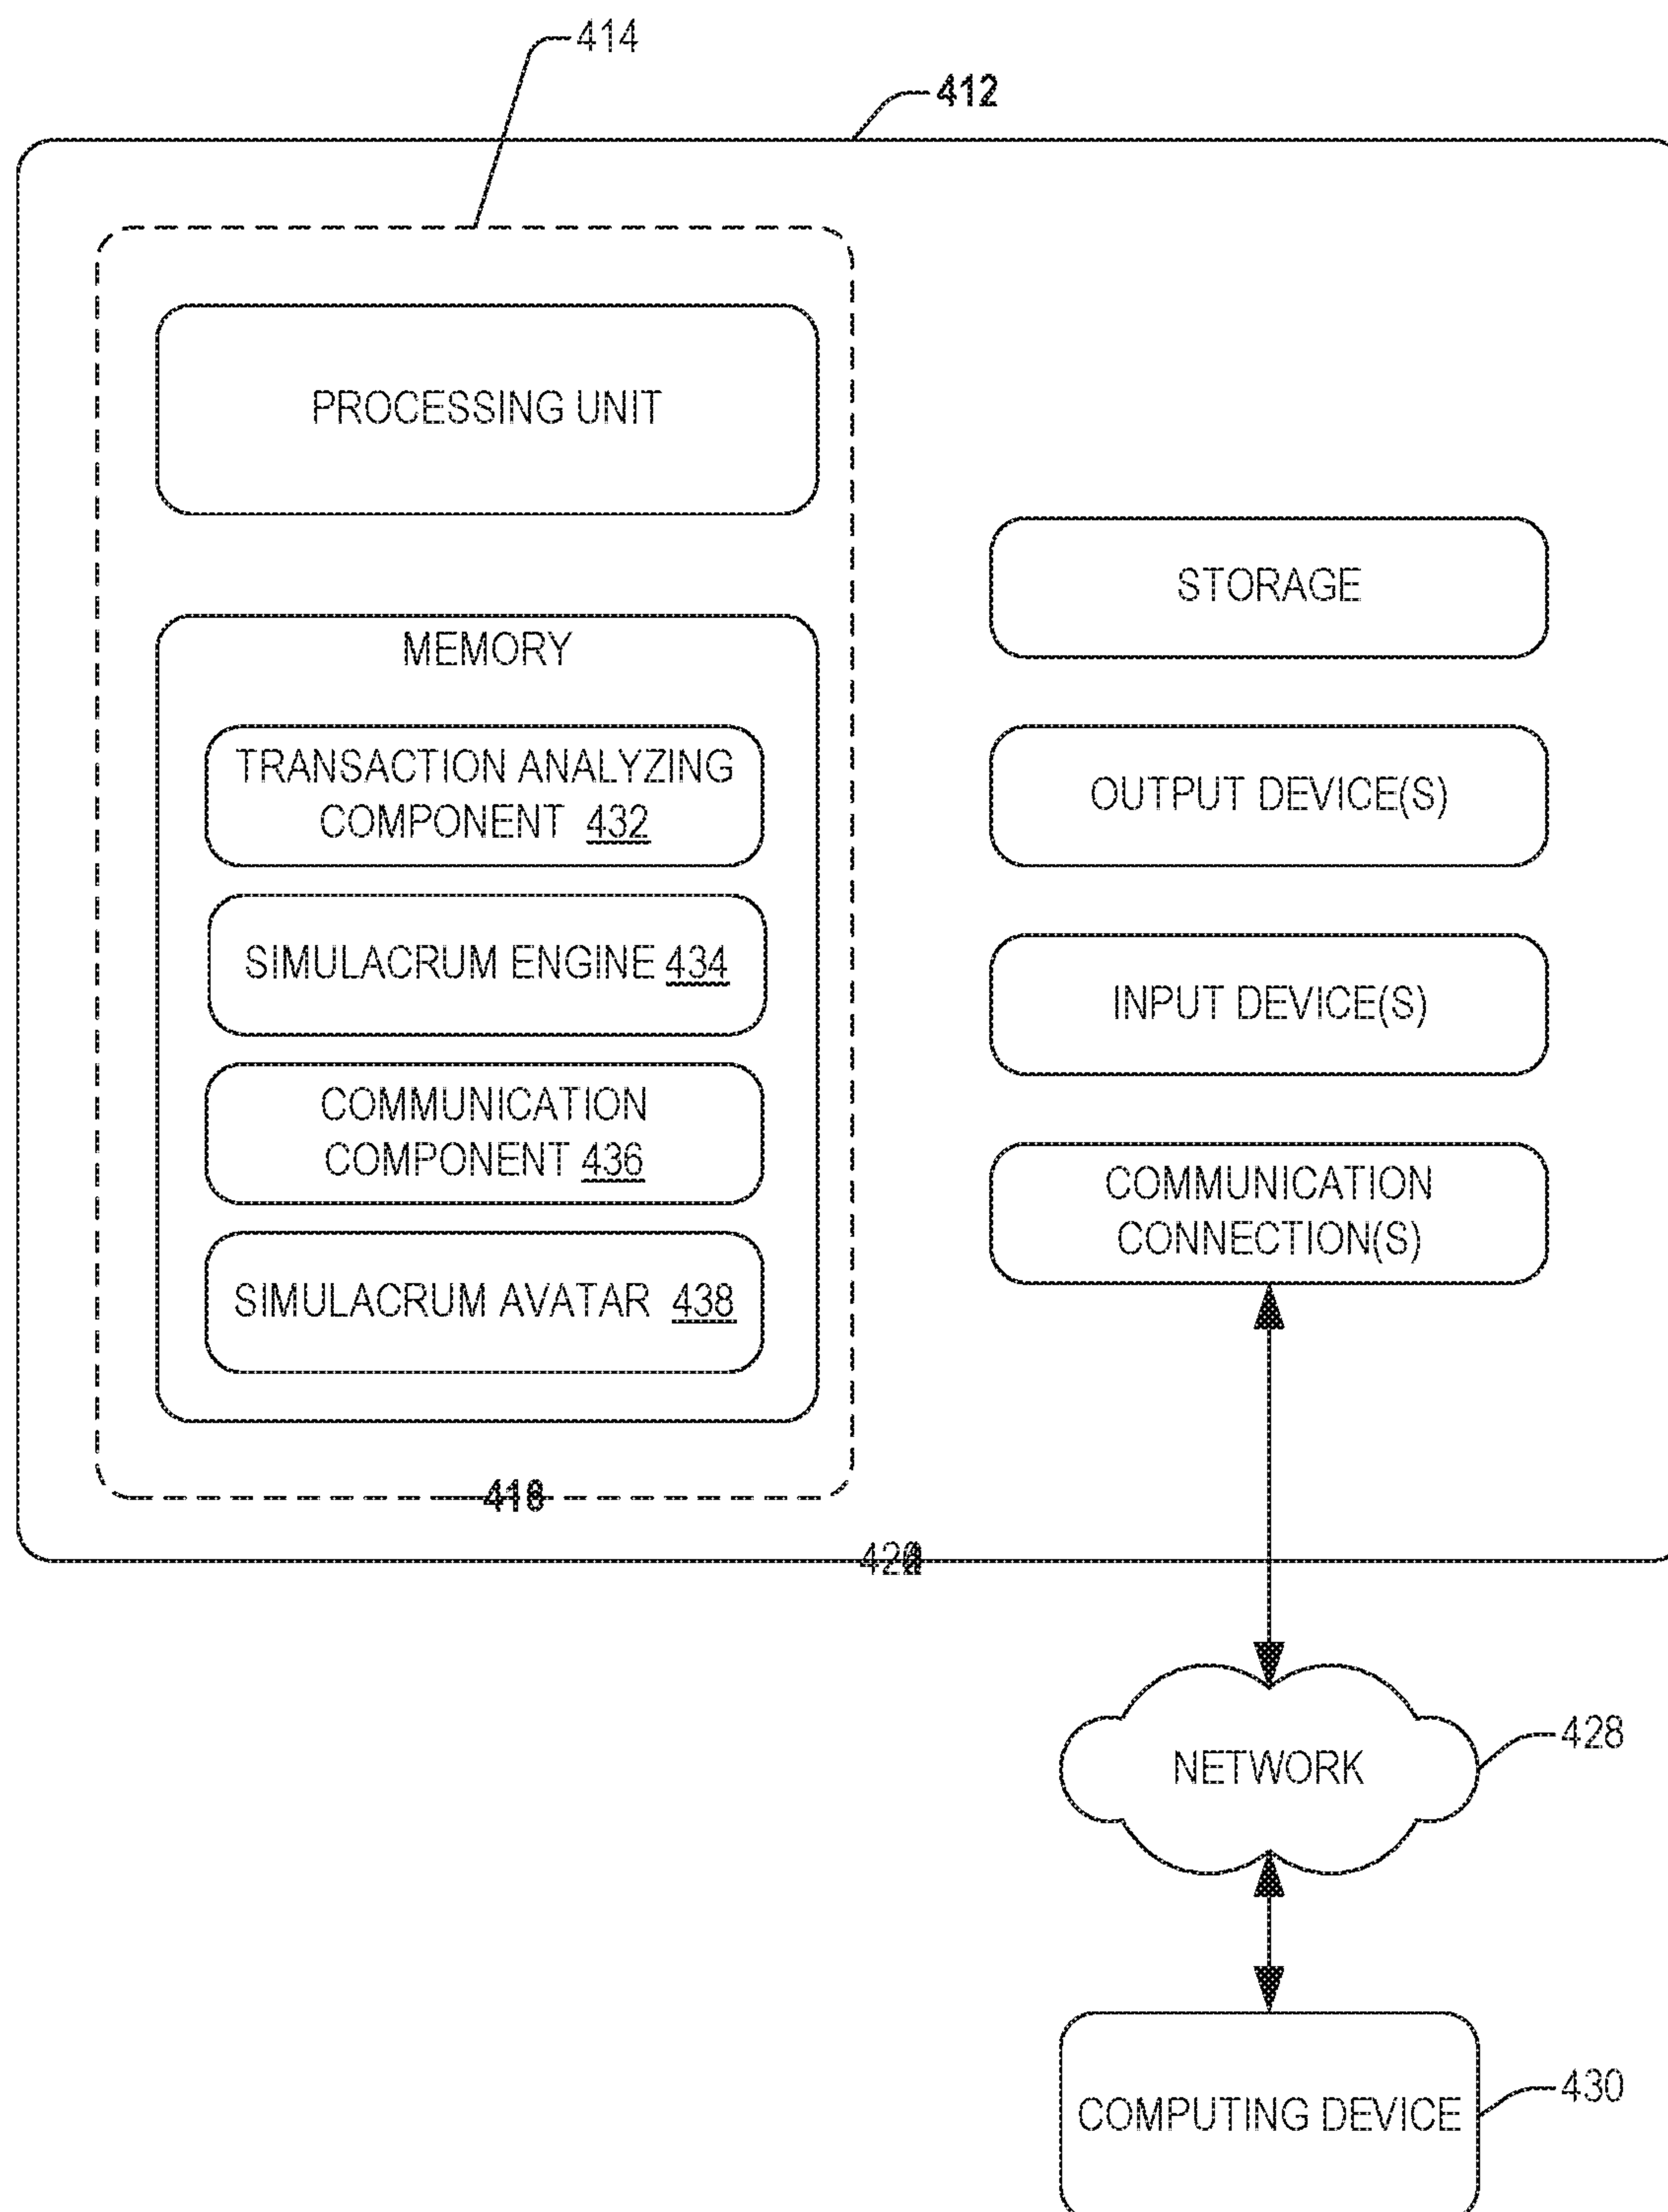 414
412
PROCESSING UNIT
MEMORY
TRANSACTION ANALYZING
COMPONENT 432
SIMULACRUM ENGINE 434
COMMUNICATION
COMPONENT 436
SIMULACRUM AVATAR 438
STORAGE
OUTPUT DEVICE(S)
INPUT DEVICE(S)
COMMUNICATION
CONNECTION(S)
NETWORK
428
COMPUTING DEVICE
430